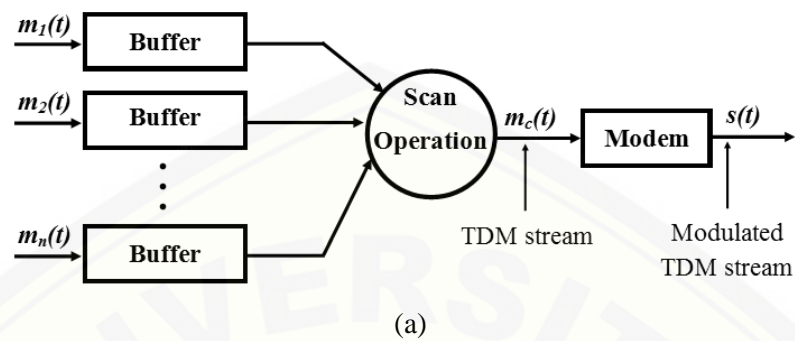 m1(t)
Buffer
m2(t)
Buffer
mn(t)
Buffer
Scan
Operation
mc(t)
Modem
s(t)
TDM stream
Modulated
TDM stream
(a)